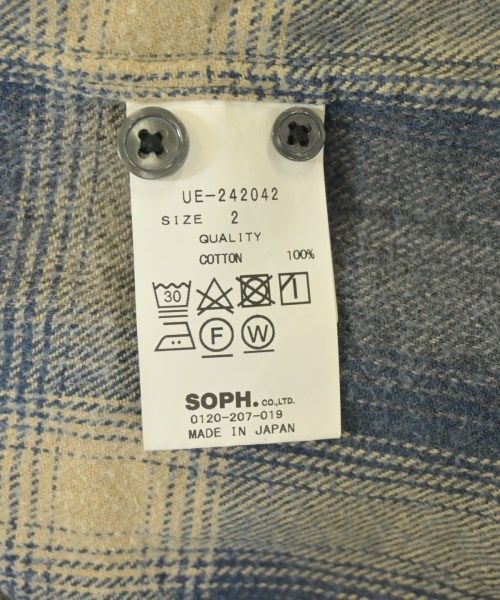 UE-242042
SIZE 2
QUALITY
COTTON 100%
30
F W
SOPH. CO.,LTD.
0120-207-019
MADE IN JAPAN